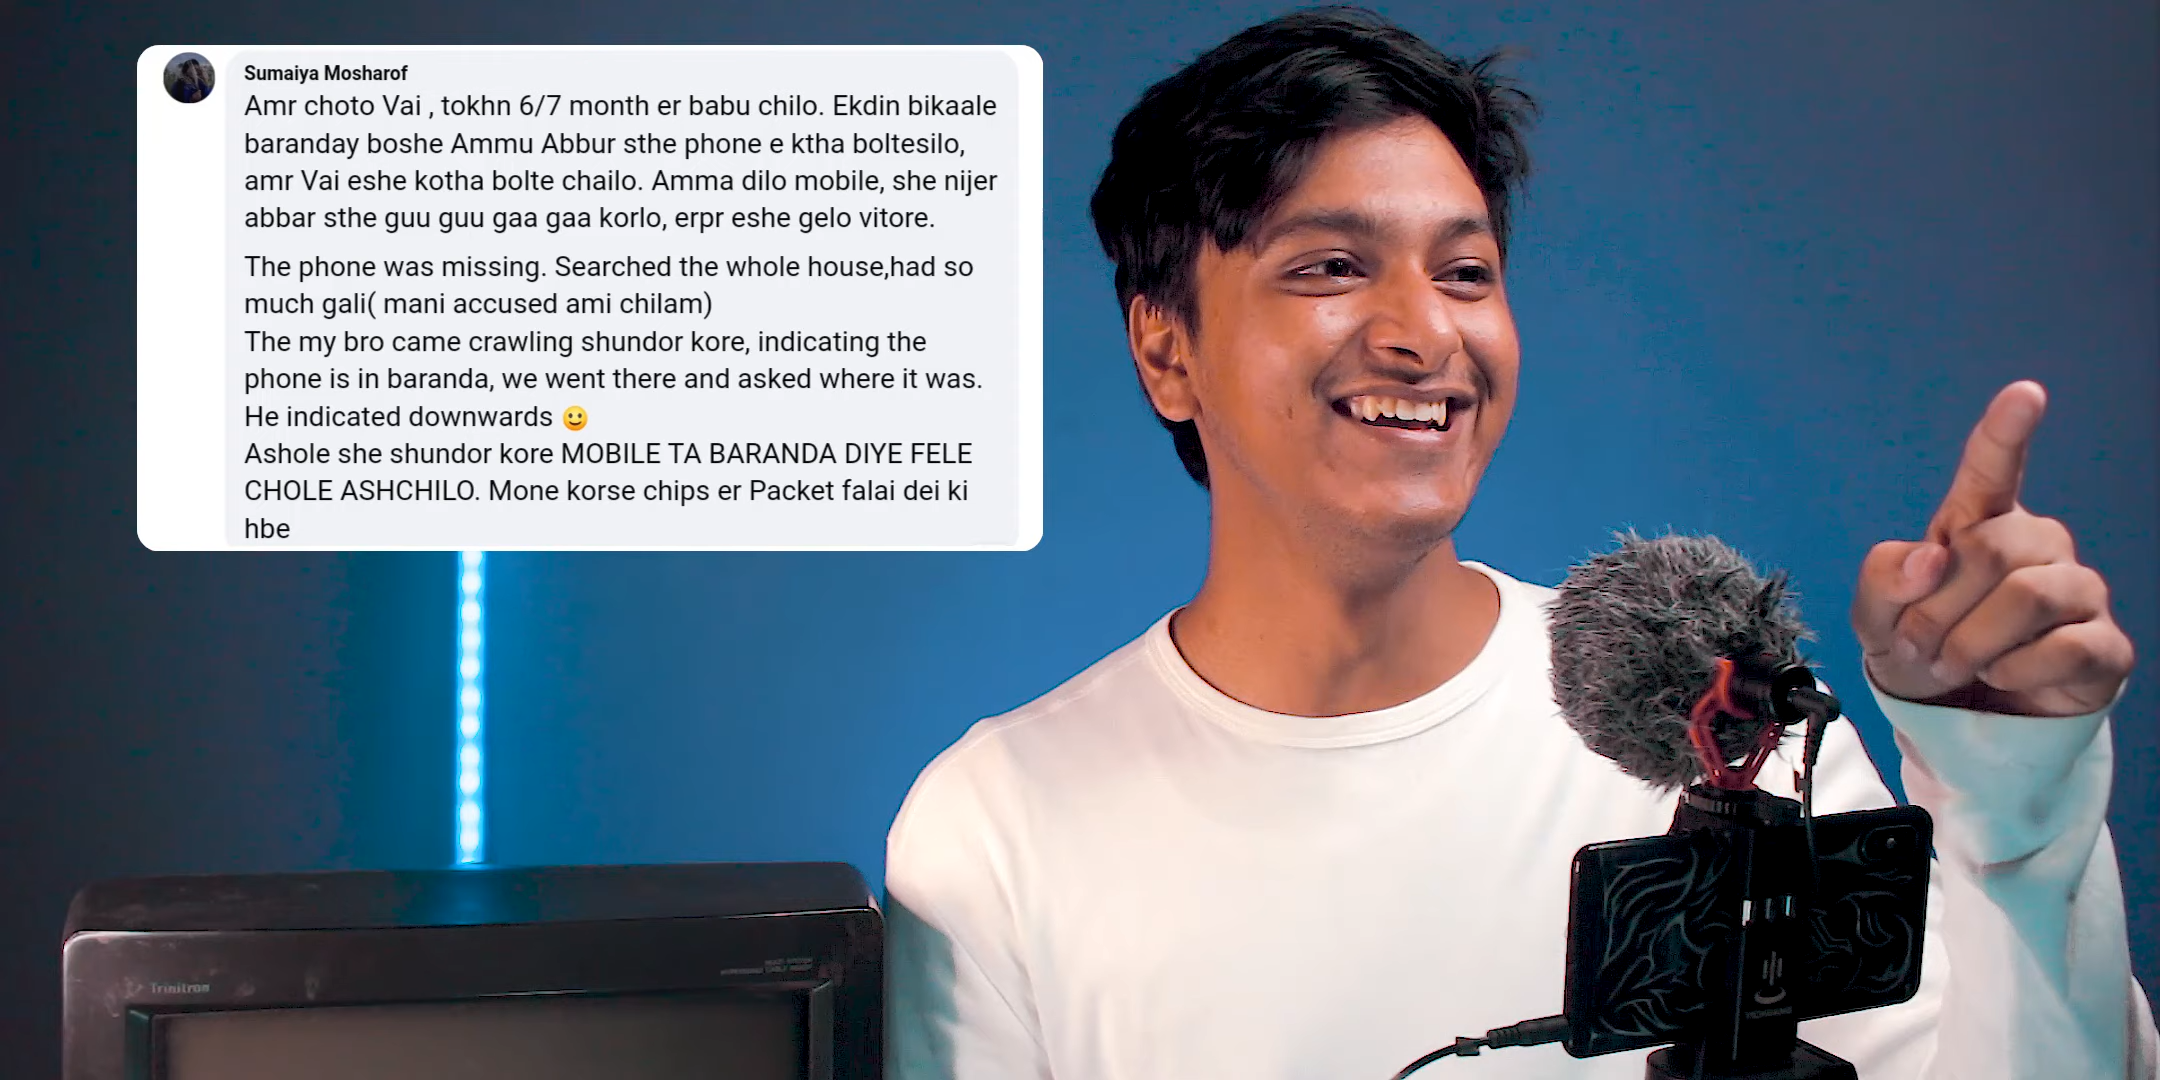 Sumaiya Mosharof
Amr choto Vai , tokhn 6/7 month er babu chilo. Ekdin bikaale
baranday boshe Ammu Abbur sthe phone e ktha boltesilo,
amr Vai eshe kotha bolte chailo. Amma dilo mobile, she nijer
abbar sthe guu guu gaa gaa korlo, erpr eshe gelo vitore.
The phone was missing. Searched the whole house,had so
much gali( mani accused ami chilam)
The my bro came crawling shundor kore, indicating the
phone is in baranda, we went there and asked where it was.
He indicated downwards 🙂
Ashole she shundor kore MOBILE TA BARANDA DIYE FELE
CHOLE ASHCHILO. Mone korse chips er Packet falai dei ki
hbe
Trinitron